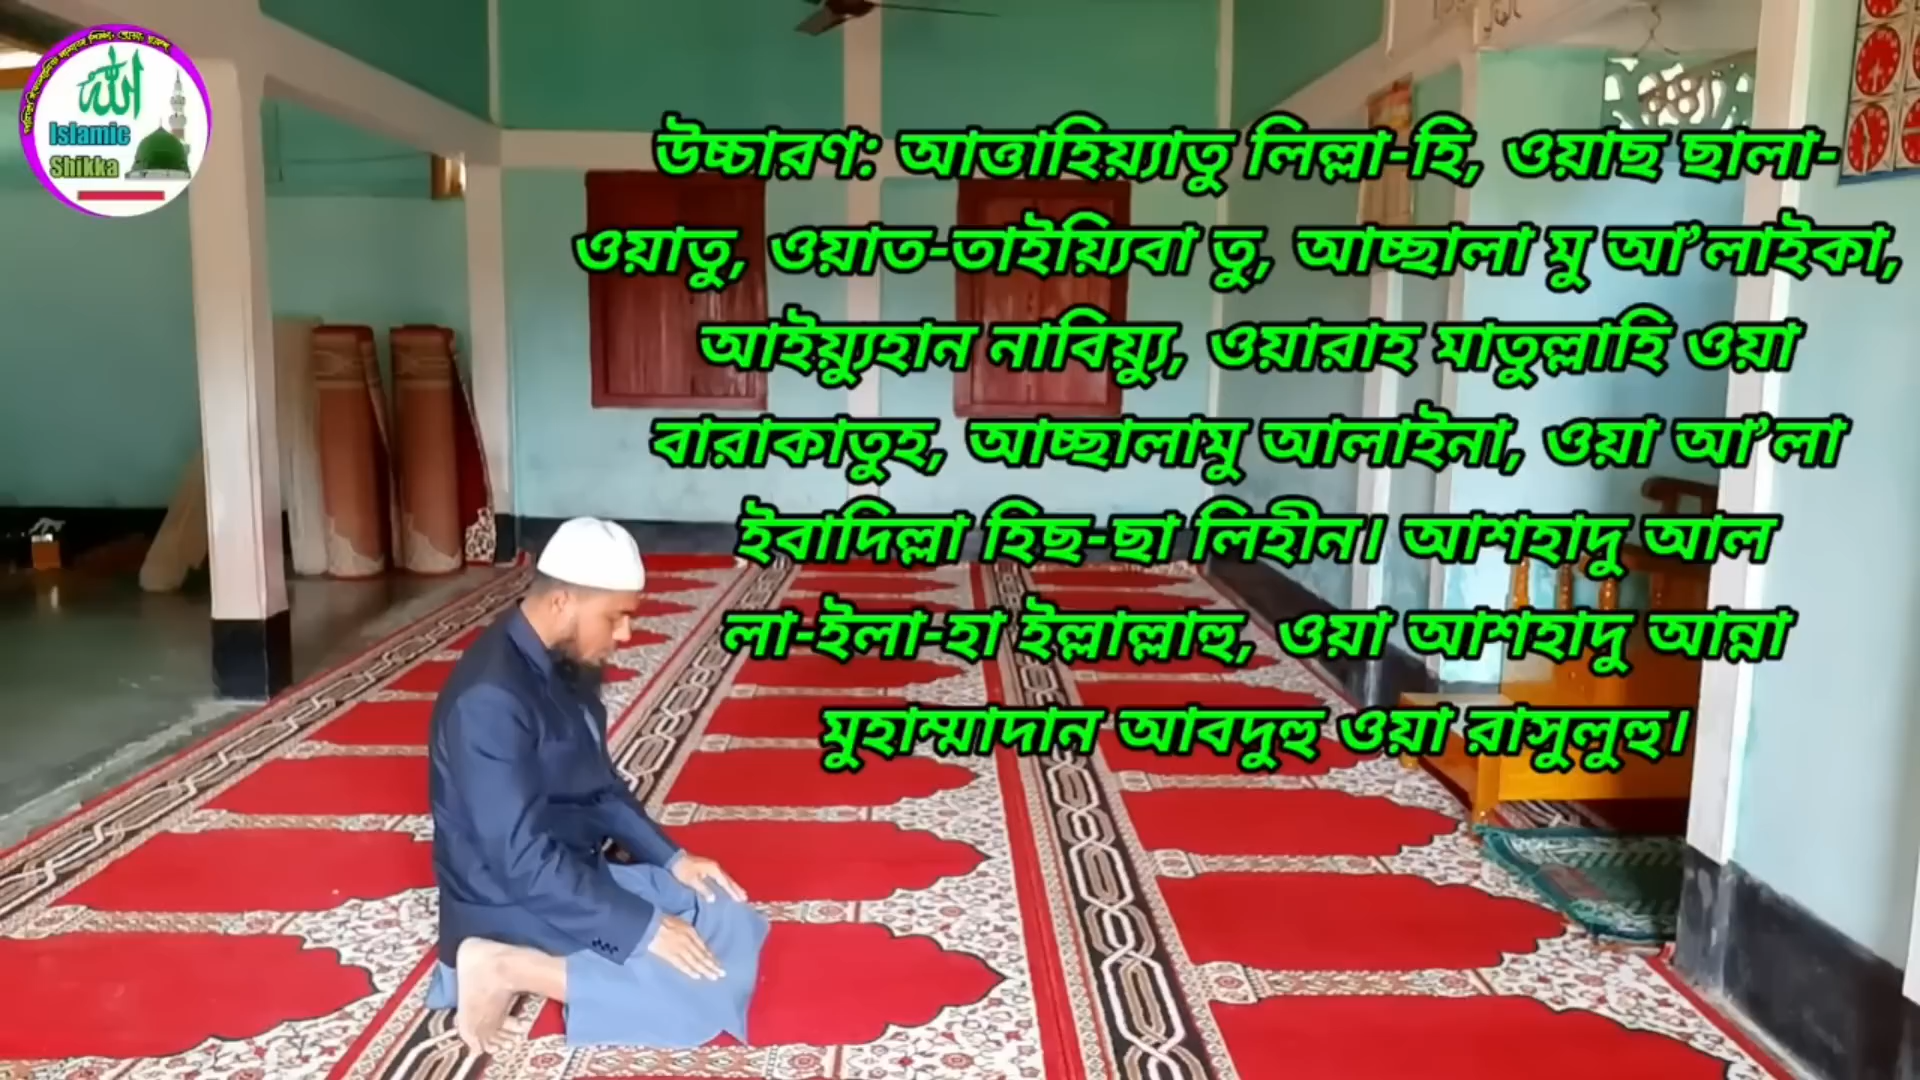 الله
Islamic
Shikka
উচ্চারণ: আত্তাহিয়্যাতু লিল্লা-হি, ওয়াছ ছালা-
ওয়াতু, ওয়াত-তাইয়্যিবা তু, আচ্ছালা মু আ’লাইকা,
আইয়্যুহান নাবিয়্যু, ওয়ারাহ মাতুল্লাহি ওয়া
বারাকাতুহ, আচ্ছালামু আলাইনা, ওয়া আ’লা
ইবাদিল্লা হিছ-ছা লিহীন। আশহাদু আল
লা-ইলা-হা ইল্লাল্লাহু, ওয়া আশহাদু আন্না
মুহাম্মাদান আবদুহু ওয়া রাসুলুহু।